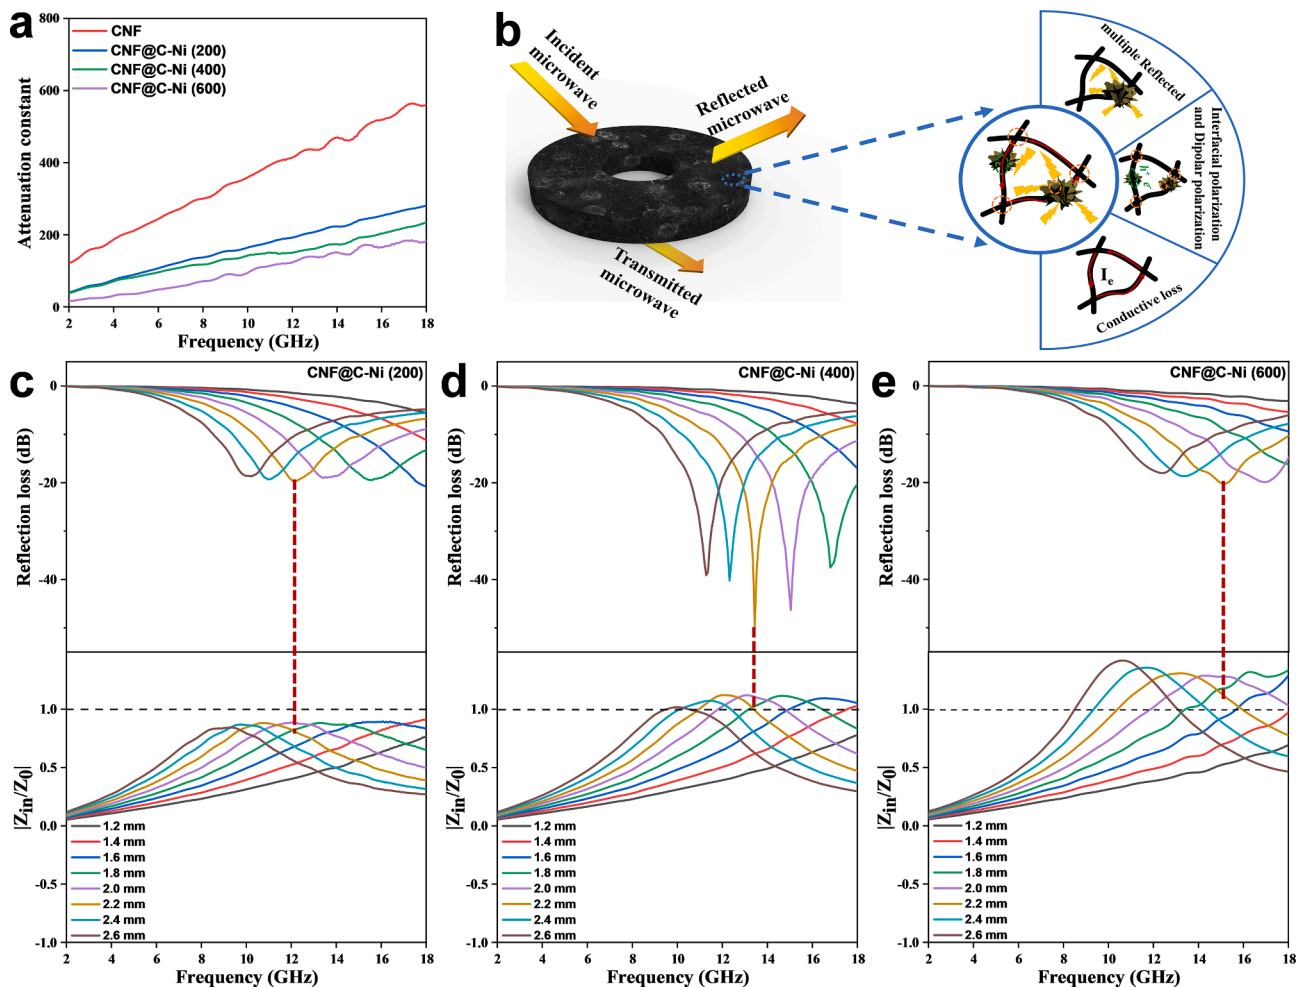 a
800
600
400
200
0
Attenuation constant
CNF
CNF@C-Ni (200)
CNF@C-Ni (400)
CNF@C-Ni (600)
2 4 6 8 10 12 14 16 18
Frequency (GHz)
b
Incident
microwave
Reflected
microwave
Transmitted
microwave
multiple Reflected
Interfacial polarization
and Dipolar polarization
h+ e-
Ie
Conductive loss
c
CNF@C-Ni (200)
0
-20
-40
Reflection loss (dB)
1.0
0.5
0.0
-0.5
-1.0
|Zin/Z0|
1.2 mm
1.4 mm
1.6 mm
1.8 mm
2.0 mm
2.2 mm
2.4 mm
2.6 mm
2 4 6 8 10 12 14 16 18
Frequency (GHz)
d
CNF@C-Ni (400)
0
-20
-40
Reflection loss (dB)
1.0
0.5
0.0
-0.5
-1.0
|Zin/Z0|
1.2 mm
1.4 mm
1.6 mm
1.8 mm
2.0 mm
2.2 mm
2.4 mm
2.6 mm
2 4 6 8 10 12 14 16 18
Frequency (GHz)
e
CNF@C-Ni (600)
0
-20
-40
Reflection loss (dB)
1.0
0.5
0.0
-0.5
-1.0
|Zin/Z0|
1.2 mm
1.4 mm
1.6 mm
1.8 mm
2.0 mm
2.2 mm
2.4 mm
2.6 mm
2 4 6 8 10 12 14 16 18
Frequency (GHz)